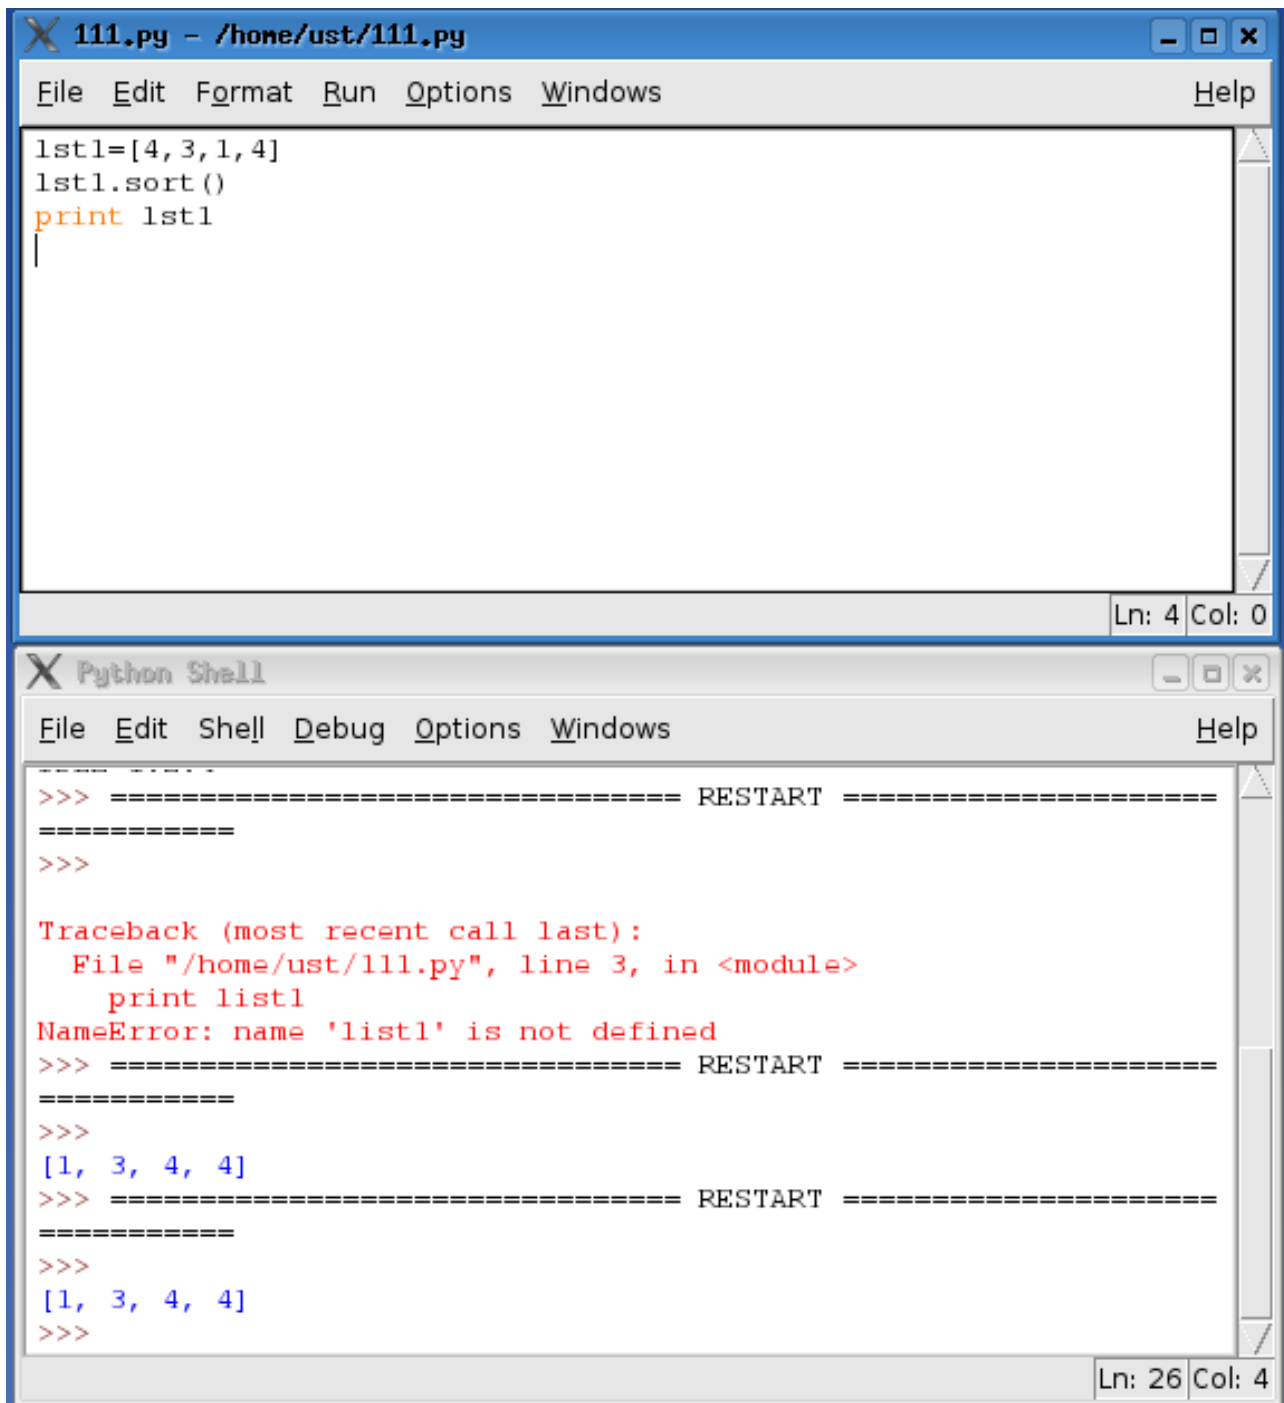 111.py - /home/ust/111.py
File Edit Format Run Options Windows Help
lst1=[4,3,1,4]
lst1.sort()
print lst1
Ln: 4 Col: 0
Python Shell
File Edit Shell Debug Options Windows Help
>>> ================================ RESTART =====================
===========
>>>
Traceback (most recent call last):
  File "/home/ust/111.py", line 3, in <module>
    print list1
NameError: name 'list1' is not defined
>>> ================================ RESTART =====================
===========
>>>
[1, 3, 4, 4]
>>> ================================ RESTART =====================
===========
>>>
[1, 3, 4, 4]
>>>
Ln: 26 Col: 4